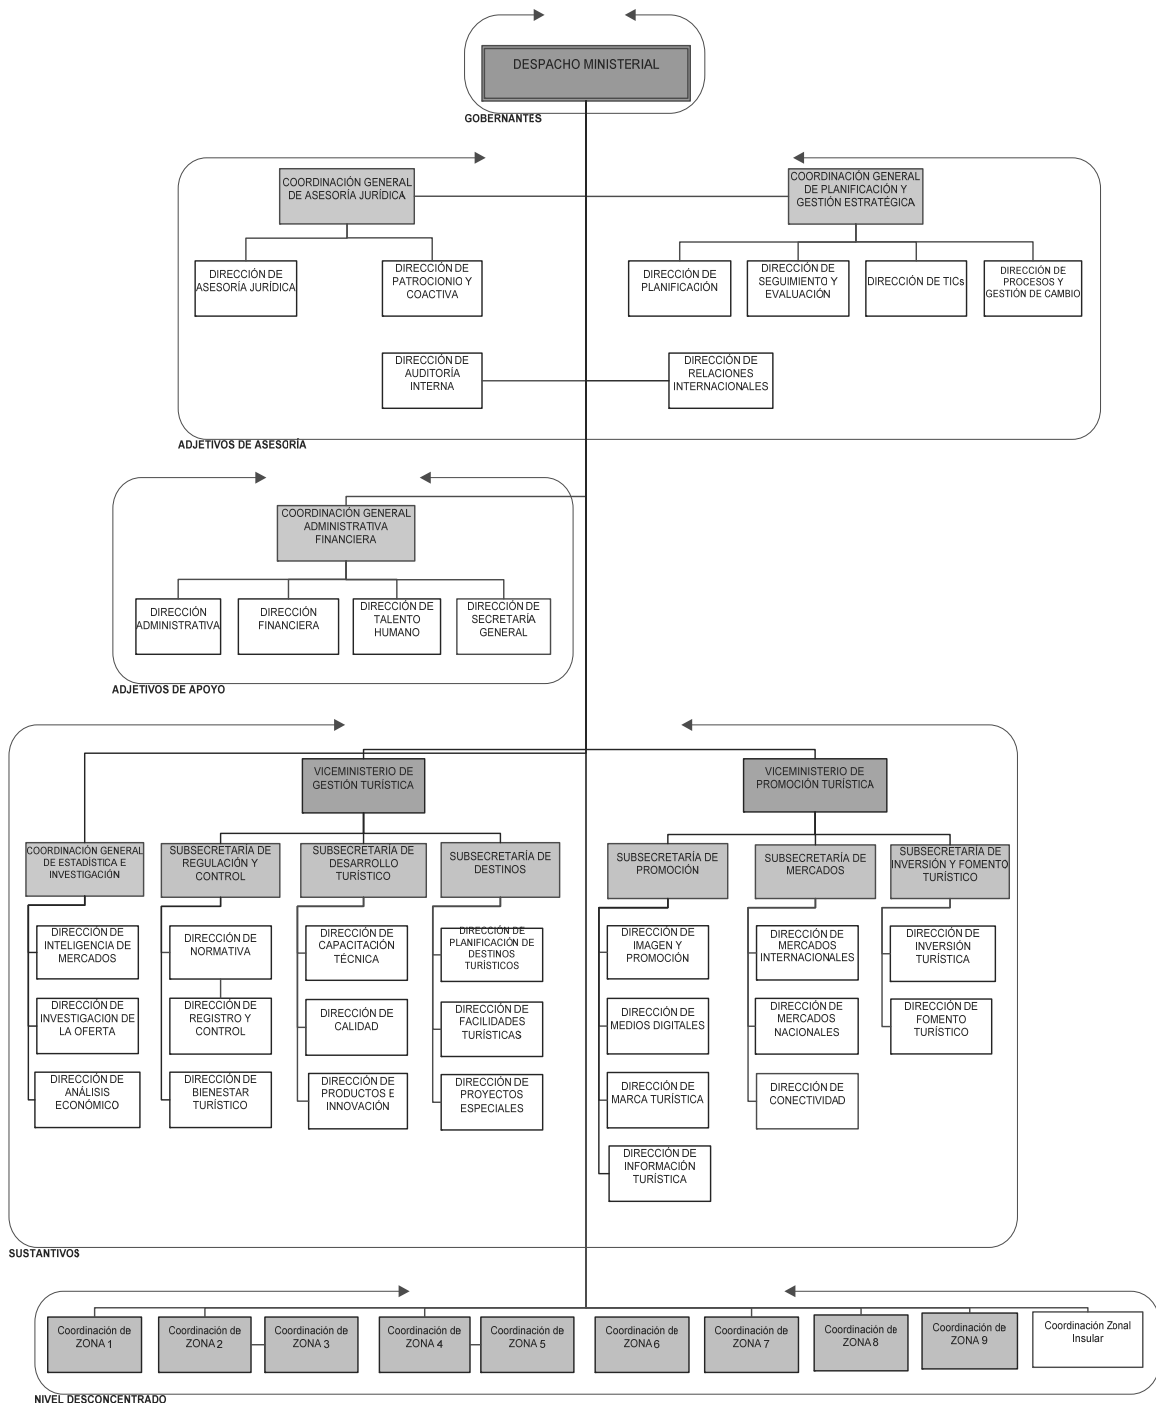 DESPACHO MINISTERIAL
GOBERNANTES
COORDINACIÓN GENERAL
DE ASESORÍA JURÍDICA
COORDINACIÓN GENERAL
DE PLANIFICACIÓN Y
GESTIÓN ESTRATÉGICA
DIRECCIÓN DE
ASESORÍA JURÍDICA
DIRECCIÓN DE
PATROCIONIO Y
COACTIVA
DIRECCIÓN DE
PLANIFICACIÓN
DIRECCIÓN DE
SEGUIMIENTO Y
EVALUACIÓN
DIRECCIÓN DE TICs
DIRECCIÓN DE
PROCESOS Y
GESTIÓN DE CAMBIO
DIRECCIÓN DE
AUDITORÍA
INTERNA
DIRECCIÓN DE
RELACIONES
INTERNACIONALES
ADJETIVOS DE ASESORÍA
COORDINACIÓN GENERAL
ADMINISTRATIVA
FINANCIERA
DIRECCIÓN
ADMINISTRATIVA
DIRECCIÓN
FINANCIERA
DIRECCIÓN DE
TALENTO
HUMANO
DIRECCIÓN DE
SECRETARÍA
GENERAL
ADJETIVOS DE APOYO
VICEMINISTERIO DE
GESTIÓN TURÍSTICA
VICEMINISTERIO DE
PROMOCIÓN TURÍSTICA
COORDINACIÓN GENERAL
DE ESTADÍSTICA E
INVESTIGACIÓN
SUBSECRETARÍA DE
REGULACIÓN Y
CONTROL
SUBSECRETARÍA DE
DESARROLLO
TURÍSTICO
SUBSECRETARÍA DE
DESTINOS
SUBSECRETARÍA DE
PROMOCIÓN
SUBSECRETARÍA DE
MERCADOS
SUBSECRETARÍA DE
INVERSIÓN Y FOMENTO
TURÍSTICO
DIRECCIÓN DE
INTELIGENCIA DE
MERCADOS
DIRECCIÓN DE
NORMATIVA
DIRECCIÓN DE
CAPACITACIÓN
TÉCNICA
DIRECCIÓN DE
PLANIFICACIÓN DE
DESTINOS
TURÍSTICOS
DIRECCIÓN DE
IMAGEN Y
PROMOCIÓN
DIRECCIÓN DE
MERCADOS
INTERNACIONALES
DIRECCIÓN DE
INVERSIÓN
TURÍSTICA
DIRECCIÓN DE
INVESTIGACION DE
LA OFERTA
DIRECCIÓN DE
REGISTRO Y
CONTROL
DIRECCIÓN DE
CALIDAD
DIRECCIÓN DE
FACILIDADES
TURÍSTICAS
DIRECCIÓN DE
MEDIOS DIGITALES
DIRECCIÓN DE
MERCADOS
NACIONALES
DIRECCIÓN DE
FOMENTO
TURÍSTICO
DIRECCIÓN DE
ANÁLISIS
ECONÓMICO
DIRECCIÓN DE
BIENESTAR
TURÍSTICO
DIRECCIÓN DE
PRODUCTOS E
INNOVACIÓN
DIRECCIÓN DE
PROYECTOS
ESPECIALES
DIRECCIÓN DE
MARCA TURÍSTICA
DIRECCIÓN DE
CONECTIVIDAD
DIRECCIÓN DE
INFORMACIÓN
TURÍSTICA
SUSTANTIVOS
Coordinación de
ZONA 1
Coordinación de
ZONA 2
Coordinación de
ZONA 3
Coordinación de
ZONA 4
Coordinación de
ZONA 5
Coordinación de
ZONA 6
Coordinación de
ZONA 7
Coordinación de
ZONA 8
Coordinación de
ZONA 9
Coordinación Zonal
Insular
NIVEL DESCONCENTRADO